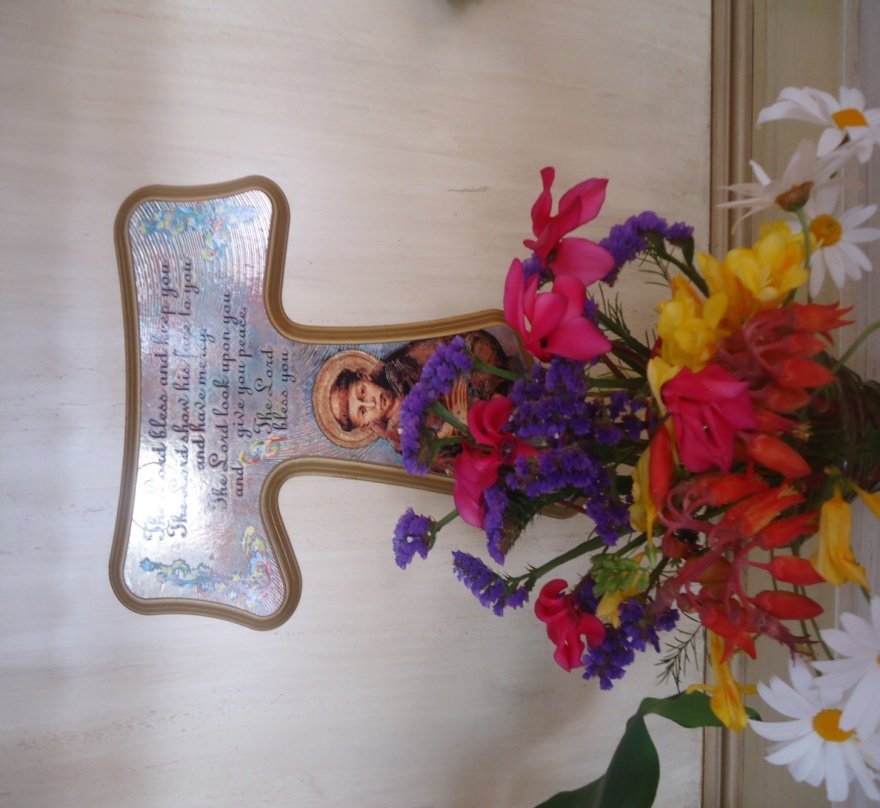 The Lord bless and keep you
The Lord show his face to you
and have mercy.
The Lord look upon you
and give you peace.
The Lord
bless you